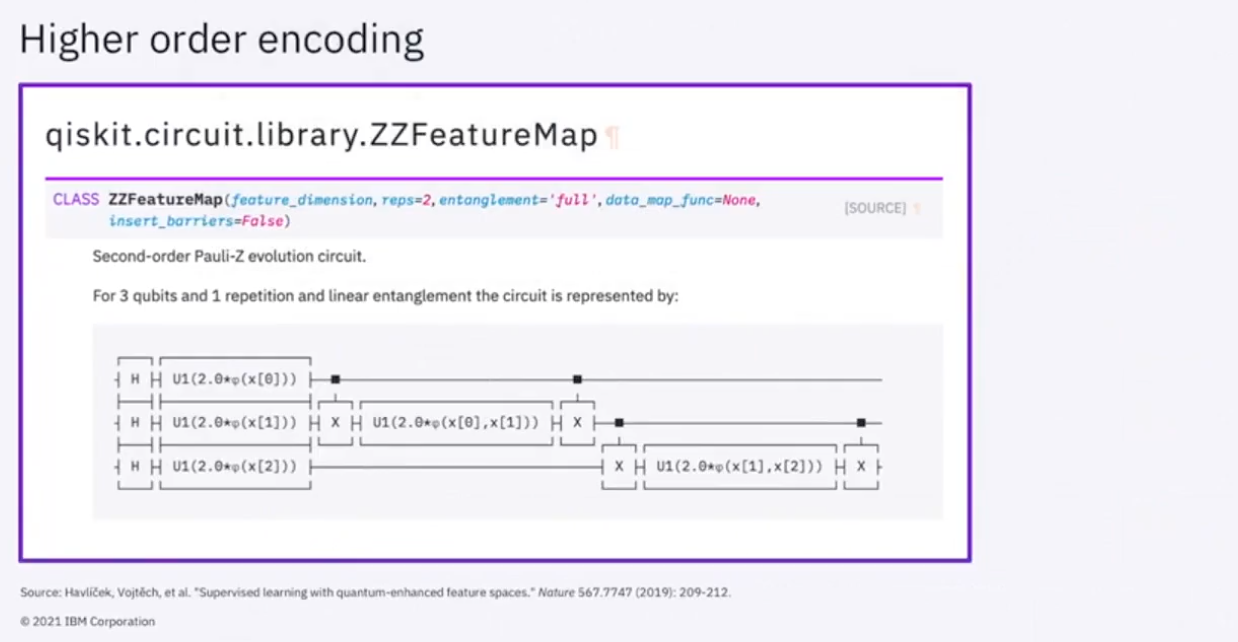 Higher order encoding
qiskit.circuit.library.ZZFeatureMap ¶
CLASS ZZFeatureMap(feature_dimension, reps=2, entanglement='full', data_map_func=None,
insert_barriers=False)
[SOURCE] ¶
Second-order Pauli-Z evolution circuit.
For 3 qubits and 1 repetition and linear entanglement the circuit is represented by:
H U1(2.0*φ(x[0]))
H U1(2.0*φ(x[1])) X U1(2.0*φ(x[0],x[1])) X
H U1(2.0*φ(x[2])) X U1(2.0*φ(x[1],x[2])) X
Source: Havlíček, Vojtěch, et al. "Supervised learning with quantum-enhanced feature spaces." Nature 567.7747 (2019): 209-212.
© 2021 IBM Corporation